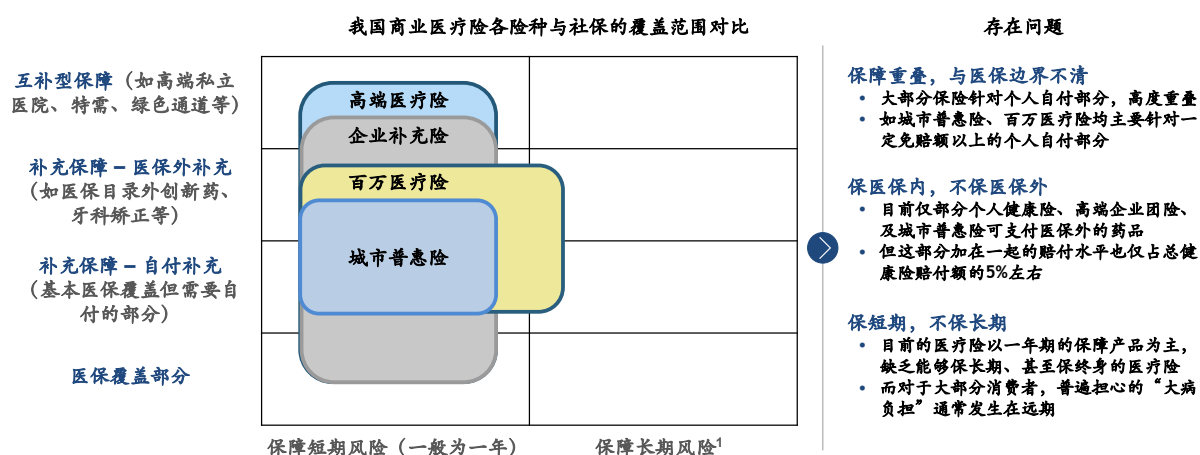 我国商业医疗险各险种与社保的覆盖范围对比
互补型保障（如高端私立
医院、特需、绿色通道等）
补充保障 – 医保外补充
（如医保目录外创新药、
牙科矫正等）
补充保障 – 自付补充
（基本医保覆盖但需要自
付的部分）
医保覆盖部分
高端医疗险
企业补充险
百万医疗险
城市普惠险
保障短期风险（一般为一年）
保障长期风险1
存在问题
保障重叠，与医保边界不清
• 大部分保险针对个人自付部分，高度重叠
• 如城市普惠险、百万医疗险均主要针对一
定免赔额以上的个人自付部分
保医保内，不保医保外
• 目前仅部分个人健康险、高端企业团险、
及城市普惠险可支付医保外的药品
• 但这部分加在一起的赔付水平也仅占总健
康险赔付额的5%左右
保短期，不保长期
• 目前的医疗险以一年期的保障产品为主，
缺乏能够保长期、甚至保终身的医疗险
• 而对于大部分消费者，普遍担心的“大病
负担”通常发生在远期